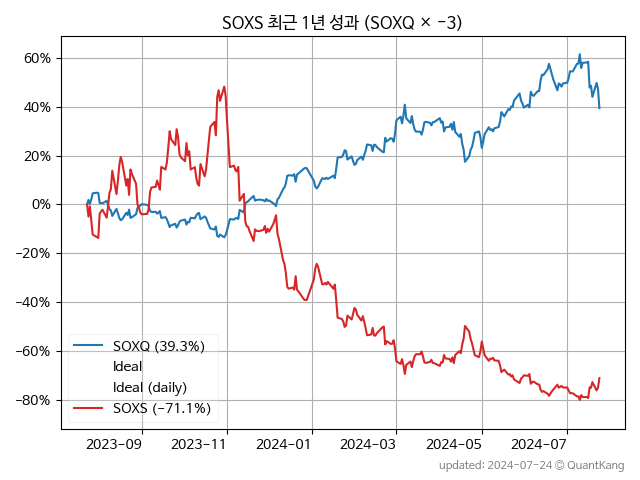 SOXS 최근 1년 성과 (SOXQ × −3)
60%
40%
20%
0%
−20%
−40%
−60%
−80%
SOXQ (39.3%)
Ideal
Ideal (daily)
SOXS (−71.1%)
2023−09 2023−11 2024−01 2024−03 2024−05 2024−07
updated: 2024-07-24 © QuantKang